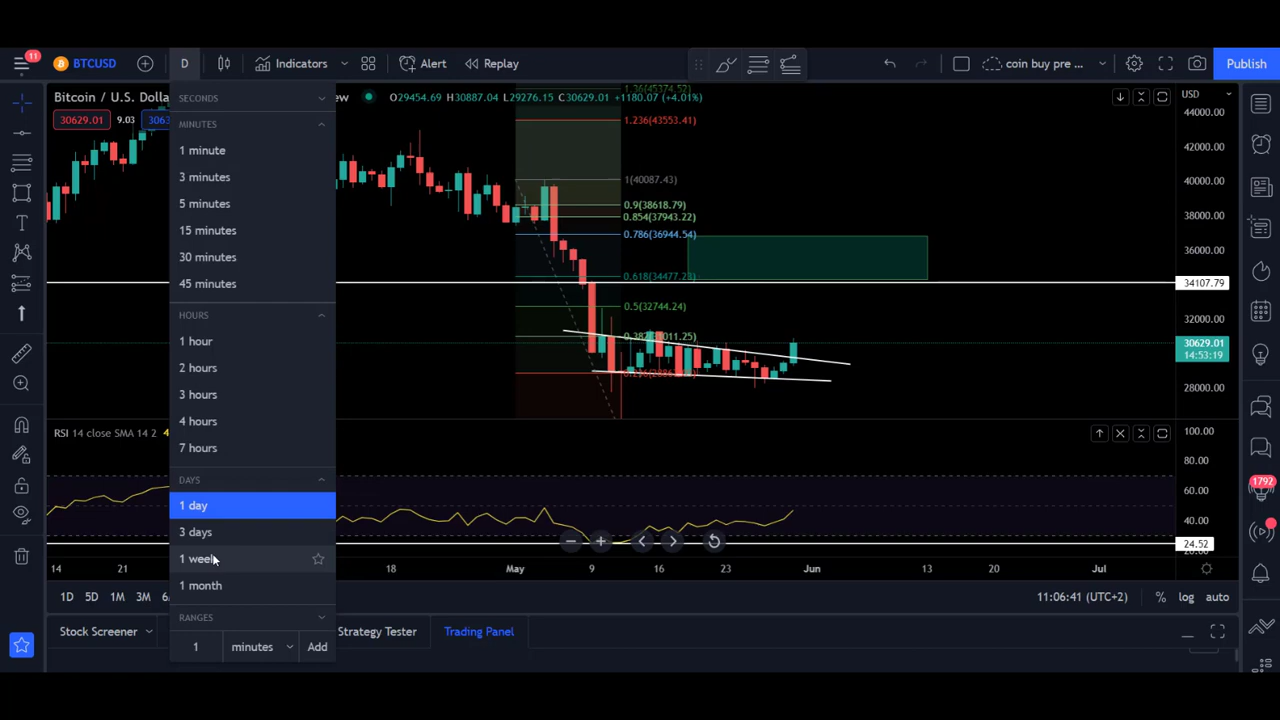 11
BTCUSD
D
Indicators
Alert
Replay
coin buy pre ...
Publish
Bitcoin / U.S. Dolla
ew
O29454.69 H30887.04 L29276.15 C30629.01 +1180.07 (+4.01%)
30629.01
9.03
3063
SECONDS
MINUTES
1 minute
3 minutes
5 minutes
15 minutes
30 minutes
45 minutes
HOURS
1 hour
2 hours
3 hours
4 hours
7 hours
DAYS
1 day
3 days
1 week
1 month
RANGES
1
minutes
Add
1.236(43553.41)
1(40087.43)
0.9(38618.79)
0.854(37943.22)
0.786(36944.54)
0.618(34477.23)
0.5(32744.24)
0.382(31011.25)
USD
44000.00
42000.00
40000.00
38000.00
36000.00
34107.79
32000.00
30629.01
14:53:19
28000.00
RSI 14 close SMA 14 2
4
100.00
80.00
60.00
40.00
24.52
14
21
18
May
9
16
23
Jun
13
20
Jul
1D
5D
1M
3M
11:06:41 (UTC+2)
%
log
auto
Stock Screener
Strategy Tester
Trading Panel
1792